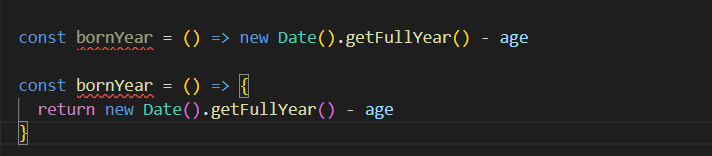 const bornYear = () => new Date().getFullYear() - age
const bornYear = () => {
return new Date().getFullYear() - age
}